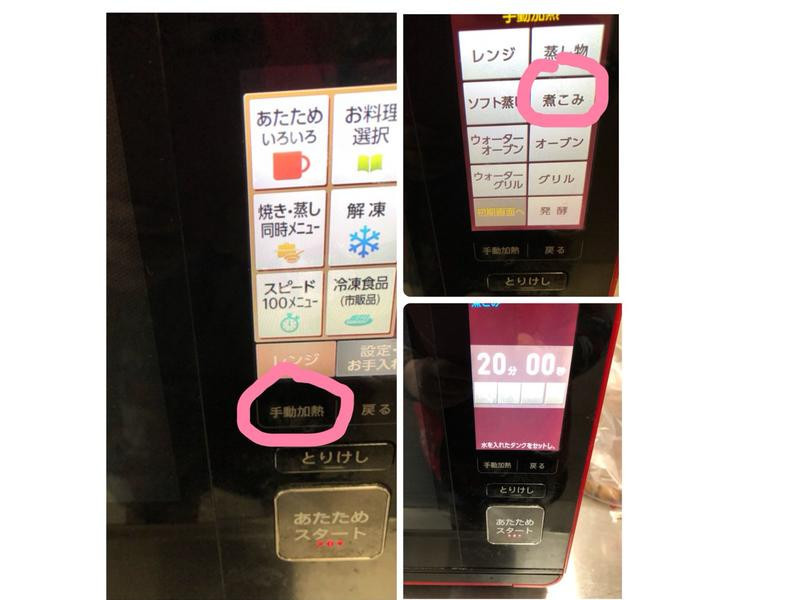 あたため
いろいろ
お料理
選択
焼き・蒸し
同時メニュー
解凍
スピード
100メニュー
冷凍食品
(市販品)
レンジ
設定・
お手入れ
手動加熱
戻る
とりけし
あたため
スタート
手動加熱
レンジ
蒸し物
ソフト蒸し
煮こみ
ウォーター
オーブン
オーブン
ウォーター
グリル
グリル
初期画面へ
発酵
手動加熱
戻る
とりけし
煮こみ
20分 00秒
水を入れたタンクをセットし、
手動加熱
戻る
とりけし
あたため
スタート